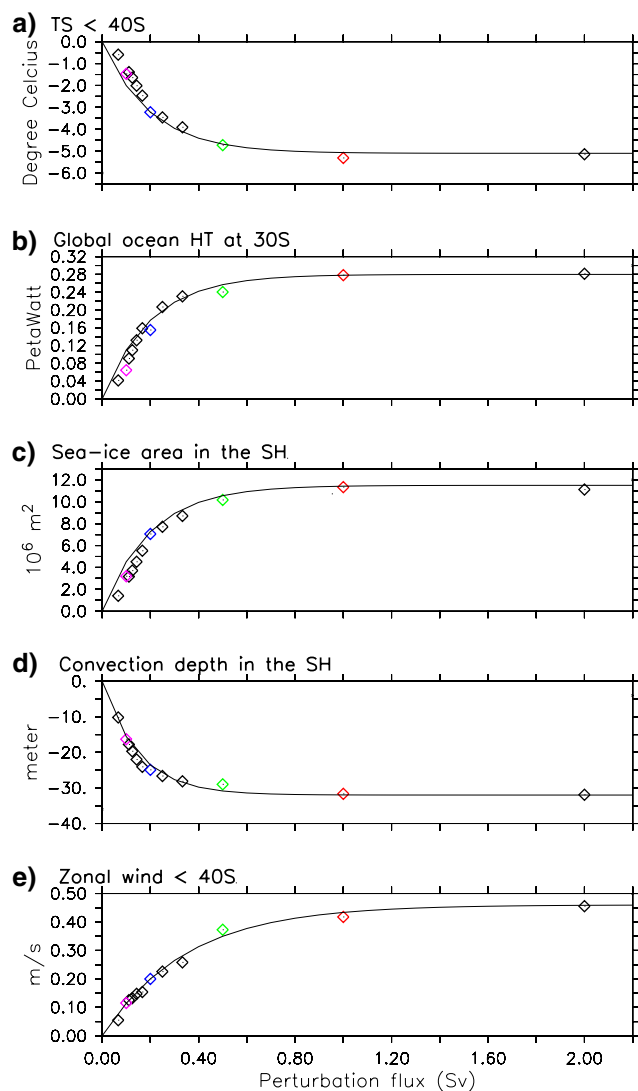 a) TS < 40S
0.0
−1.0
−2.0
−3.0
−4.0
−5.0
−6.0
Degree Celcius
b) Global ocean HT at 30S
0.32
0.28
0.24
0.20
0.16
0.12
0.08
0.04
0.00
PetaWatt
c) Sea−ice area in the SH
12.0
10.0
8.0
6.0
4.0
2.0
0.0
10⁶ m²
d) Convection depth in the SH
0.
−10.
−20.
−30.
−40.
meter
e) Zonal wind < 40S
0.50
0.40
0.30
0.20
0.10
0.00
m/s
0.00 0.40 0.80 1.20 1.60 2.00
Perturbation flux (Sv)